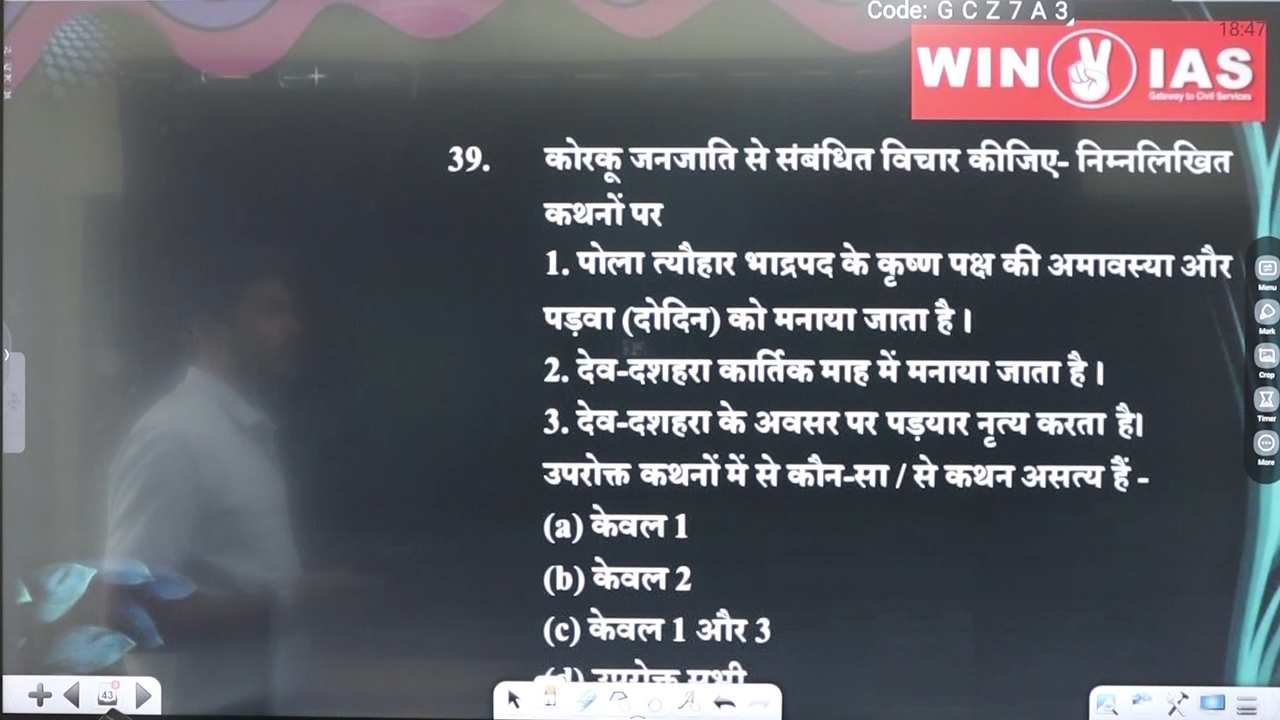 Code: G C Z 7 A 3
18:47
WIN IAS
Gateway to Civil Services
39. कोरकू जनजाति से संबंधित विचार कीजिए- निम्नलिखित
कथनों पर
1. पोला त्यौहार भाद्रपद के कृष्ण पक्ष की अमावस्या और
पड़वा (दोदिन) को मनाया जाता है।
2. देव-दशहरा कार्तिक माह में मनाया जाता है।
3. देव-दशहरा के अवसर पर पड़यार नृत्य करता है।
उपरोक्त कथनों में से कौन-सा / से कथन असत्य हैं -
(a) केवल 1
(b) केवल 2
(c) केवल 1 और 3
(d) उपरोक्त सभी
Menu
Mark
Crop
Timer
More
43